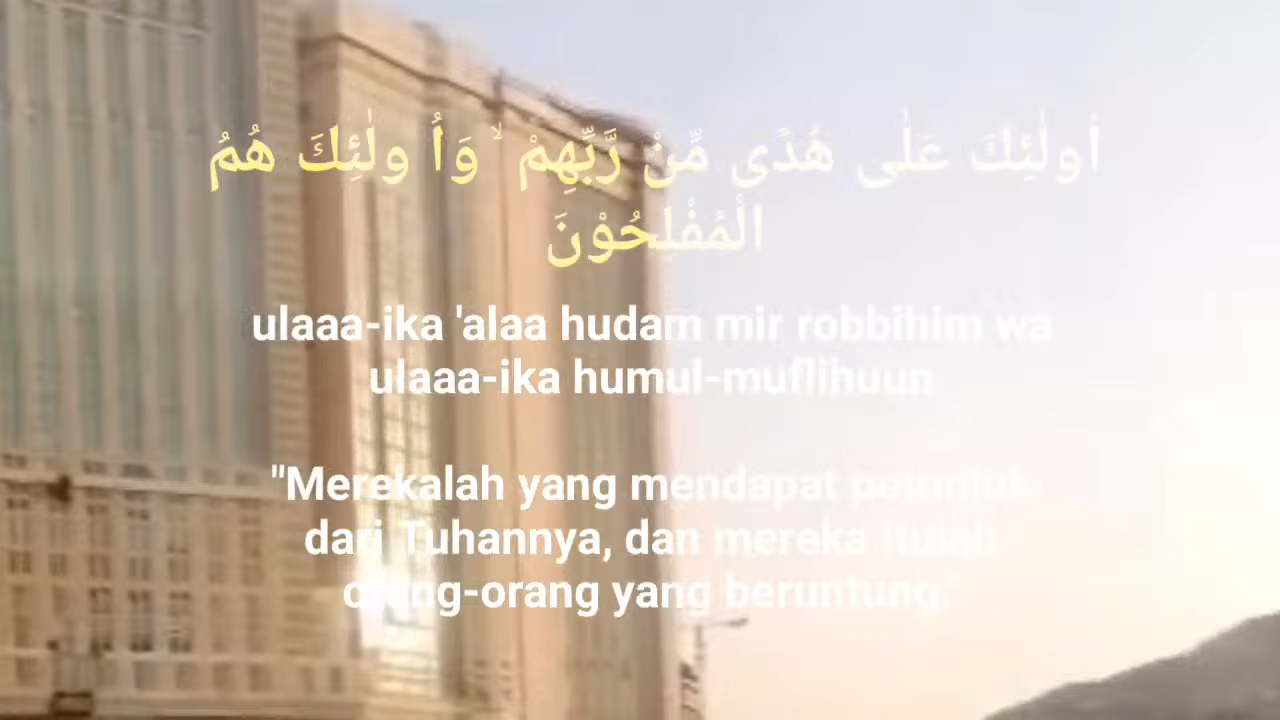 اُولٰئِكَ عَلٰى هُدًى مِّنْ رَّبِّهِمْ ۙ وَاُ ولٰئِكَ هُمُ
الْمُفْلِحُوْنَ
ulaaa-ika 'alaa hudam mir robbihim wa
ulaaa-ika humul-muflihuun
"Merekalah yang mendapat petunjuk
dari Tuhannya, dan mereka itulah
orang-orang yang beruntung."